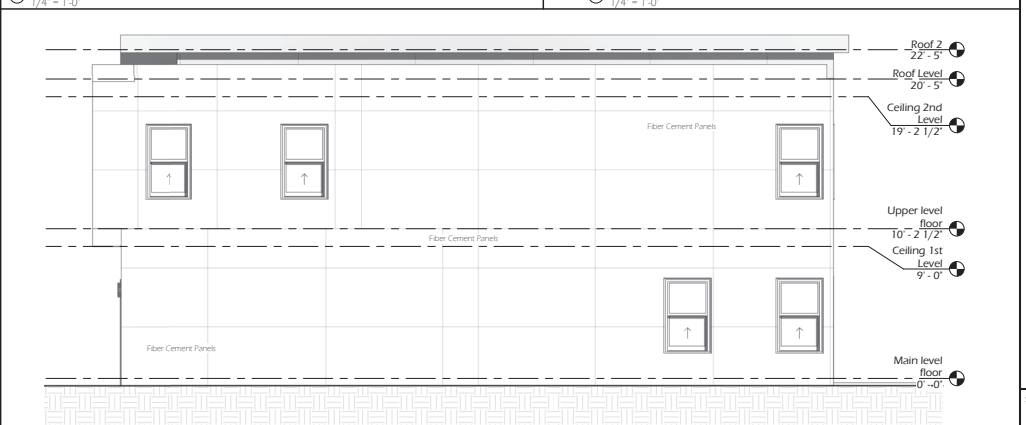 1/4" = 1'-0"
1/4" = 1'-0"
Roof 2
22' - 5"
Roof Level
20' - 5"
Ceiling 2nd
Level
19' - 2 1/2"
Fiber Cement Panels
Upper level
floor
10' - 2 1/2"
Fiber Cement Panels
Ceiling 1st
Level
9' - 0"
Fiber Cement Panels
Main level
floor
0' - 0"